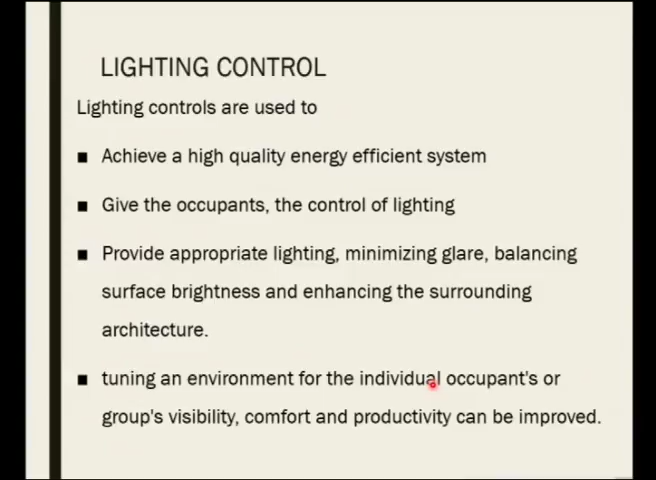 LIGHTING CONTROL
Lighting controls are used to
■ Achieve a high quality energy efficient system
■ Give the occupants, the control of lighting
■ Provide appropriate lighting, minimizing glare, balancing
surface brightness and enhancing the surrounding
architecture.
■ tuning an environment for the individual occupant's or
group's visibility, comfort and productivity can be improved.